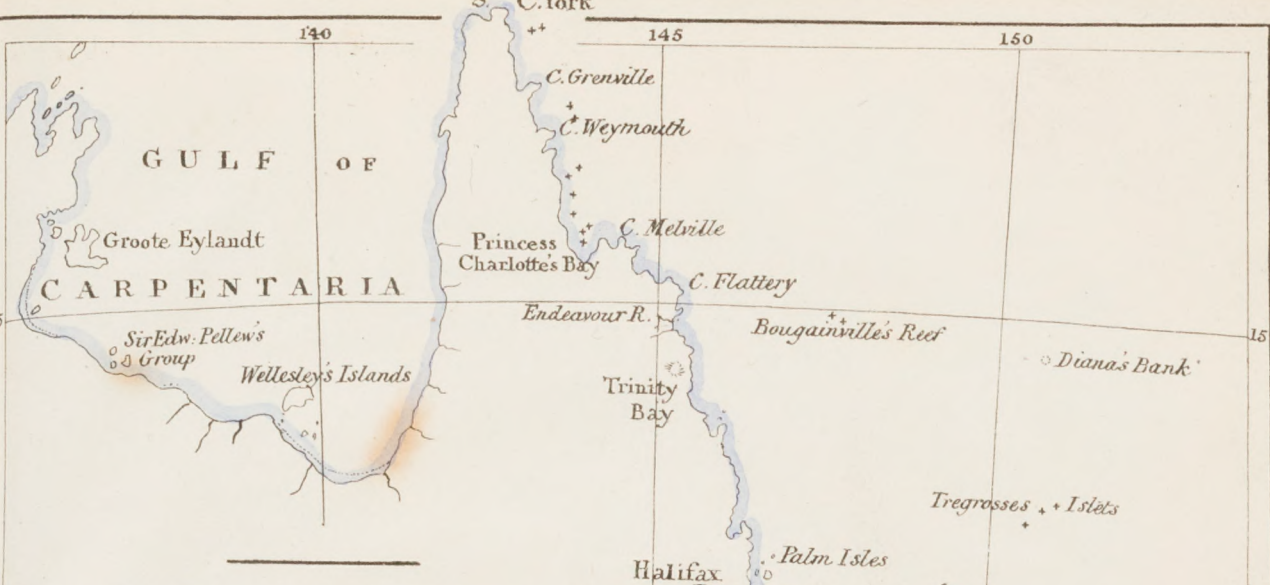 C. York
140
145
150
C. Grenville
C. Weymouth
GULF OF
C. Melville
Groote Eylandt
Princess
Charlotte's Bay
CARPENTARIA
C. Flattery
Endeavour R.
Bougainville's Reef
15
Sir Edw: Pellew's
Group
Diana's Bank
Wellesley's Islands
Trinity
Bay
Tregrosses Islets
Palm Isles
Halifax